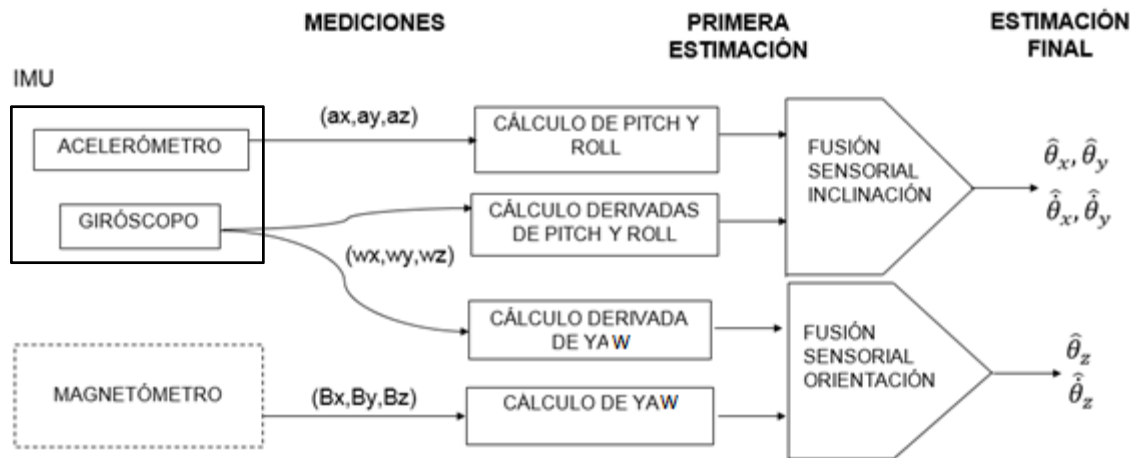 MEDICIONES
PRIMERA
ESTIMACIÓN
ESTIMACIÓN
FINAL
IMU
ACELERÓMETRO
(ax,ay,az)
CÁLCULO DE PITCH Y
ROLL
GIRÓSCOPO
(wx,wy,wz)
CÁLCULO DERIVADAS
DE PITCH Y ROLL
FUSIÓN
SENSORIAL
INCLINACIÓN
θ̂x, θ̂y
θ̇̂x, θ̇̂y
CÁLCULO DERIVADA
DE YAW
MAGNETÓMETRO
(Bx,By,Bz)
CÁLCULO DE YAW
FUSIÓN
SENSORIAL
ORIENTACIÓN
θ̂z
θ̇̂z